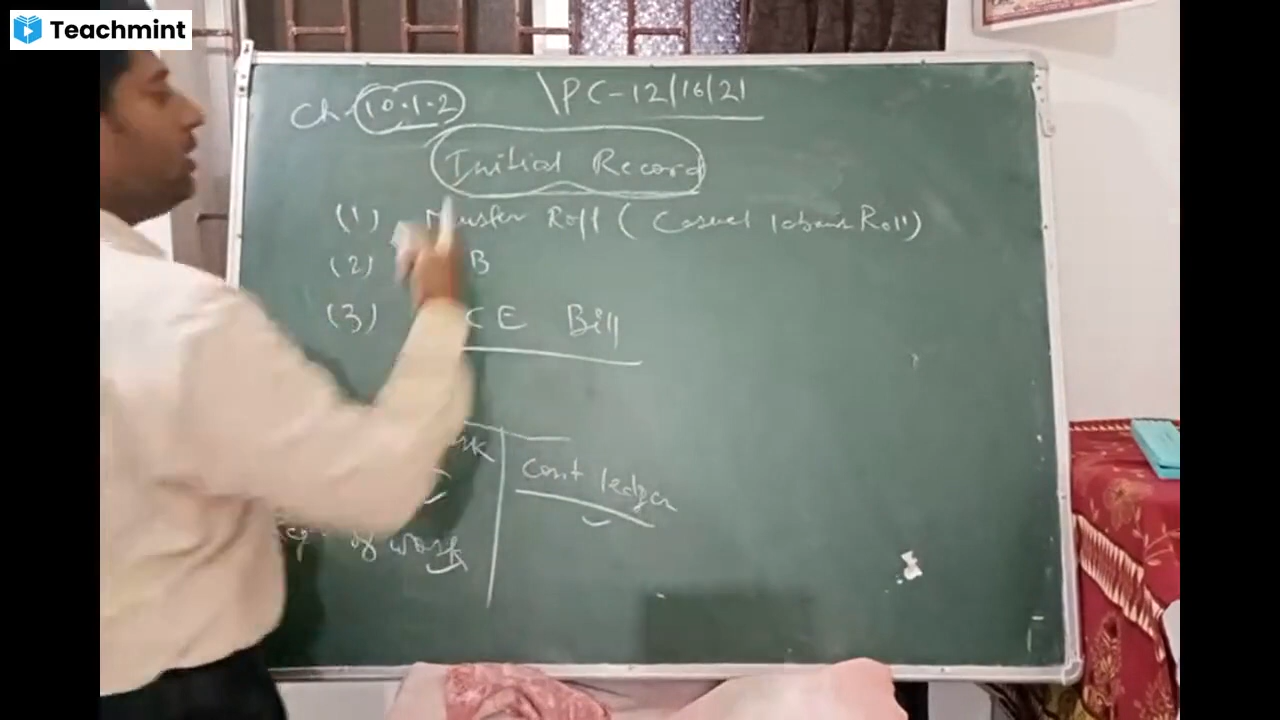 Teachmint
Ch. 10.1.2 \PC-12/16/21
Initial Record
(1) Muster Roll ( Casual labour Roll)
(2) B
(3) CE Bill
Cont ledger
of work